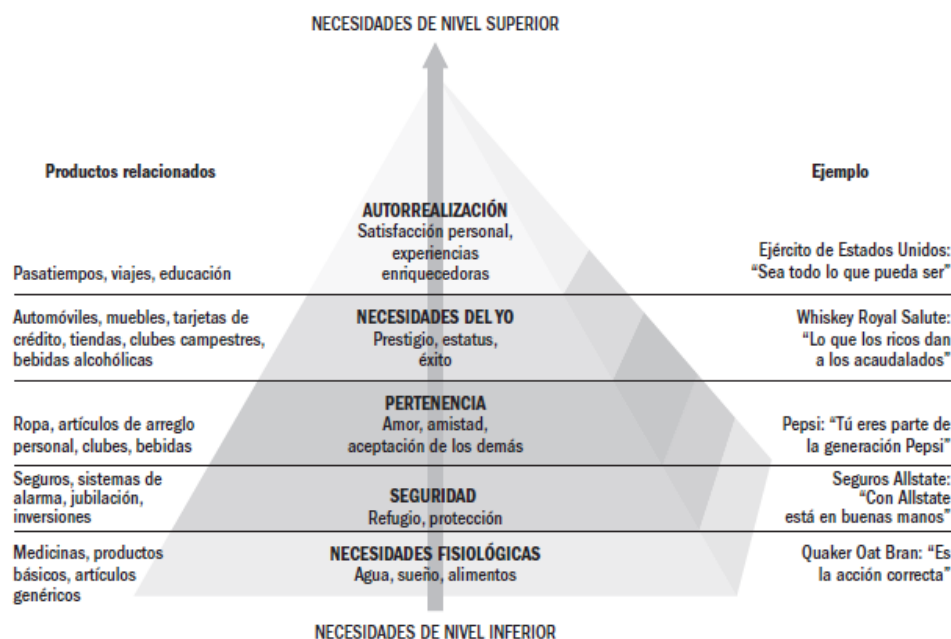 NECESIDADES DE NIVEL SUPERIOR
Productos relacionados
Ejemplo
AUTORREALIZACIÓN
Satisfacción personal,
experiencias
enriquecedoras
Pasatiempos, viajes, educación
Ejército de Estados Unidos:
“Sea todo lo que pueda ser”
Automóviles, muebles, tarjetas de
crédito, tiendas, clubes campestres,
bebidas alcohólicas
NECESIDADES DEL YO
Prestigio, estatus,
éxito
Whiskey Royal Salute:
“Lo que los ricos dan
a los acaudalados”
Ropa, artículos de arreglo
personal, clubes, bebidas
PERTENENCIA
Amor, amistad,
aceptación de los demás
Pepsi: “Tú eres parte de
la generación Pepsi”
Seguros, sistemas de
alarma, jubilación,
inversiones
SEGURIDAD
Refugio, protección
Seguros Allstate:
“Con Allstate
está en buenas manos”
Medicinas, productos
básicos, artículos
genéricos
NECESIDADES FISIOLÓGICAS
Agua, sueño, alimentos
Quaker Oat Bran: “Es
la acción correcta”
NECESIDADES DE NIVEL INFERIOR